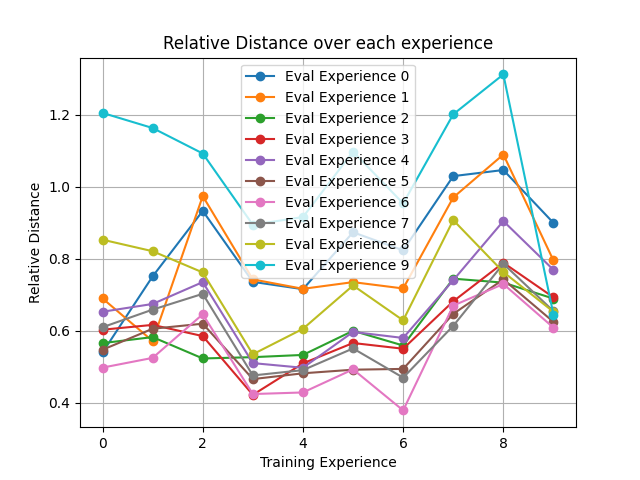 Relative Distance over each experience
Eval Experience 0
Eval Experience 1
Eval Experience 2
Eval Experience 3
Eval Experience 4
Eval Experience 5
Eval Experience 6
Eval Experience 7
Eval Experience 8
Eval Experience 9
1.2
1.0
0.8
0.6
0.4
Relative Distance
0 2 4 6 8
Training Experience